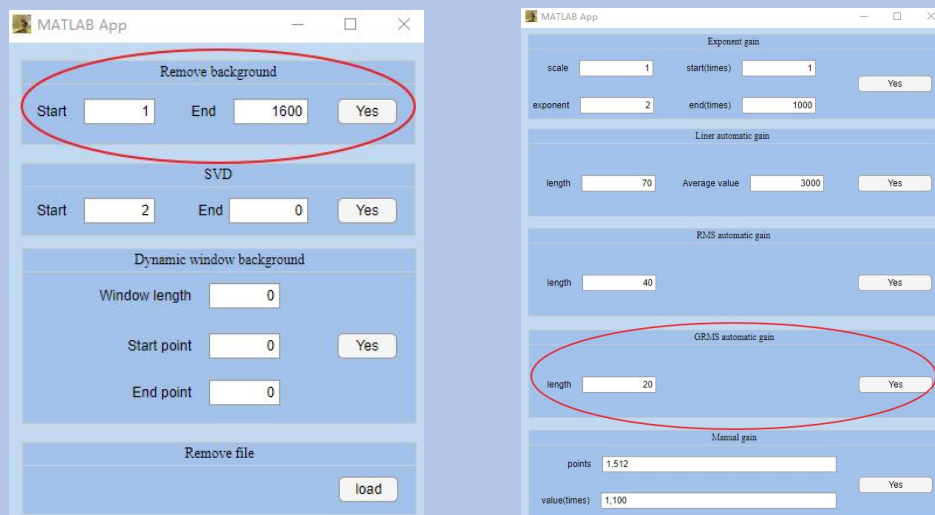 MATLAB App
Remove background
Start 1 End 1600 Yes
SVD
Start 2 End 0 Yes
Dynamic window background
Window length 0
Start point 0 Yes
End point 0
Remove file
load
MATLAB App
Exponent gain
scale 1 start(times) 1
Yes
exponent 2 end(times) 1000
Liner automatic gain
length 70 Average value 3000 Yes
RMS automatic gain
length 40 Yes
GRMS automatic gain
length 20 Yes
Manual gain
points 1,512
Yes
value(times) 1,100